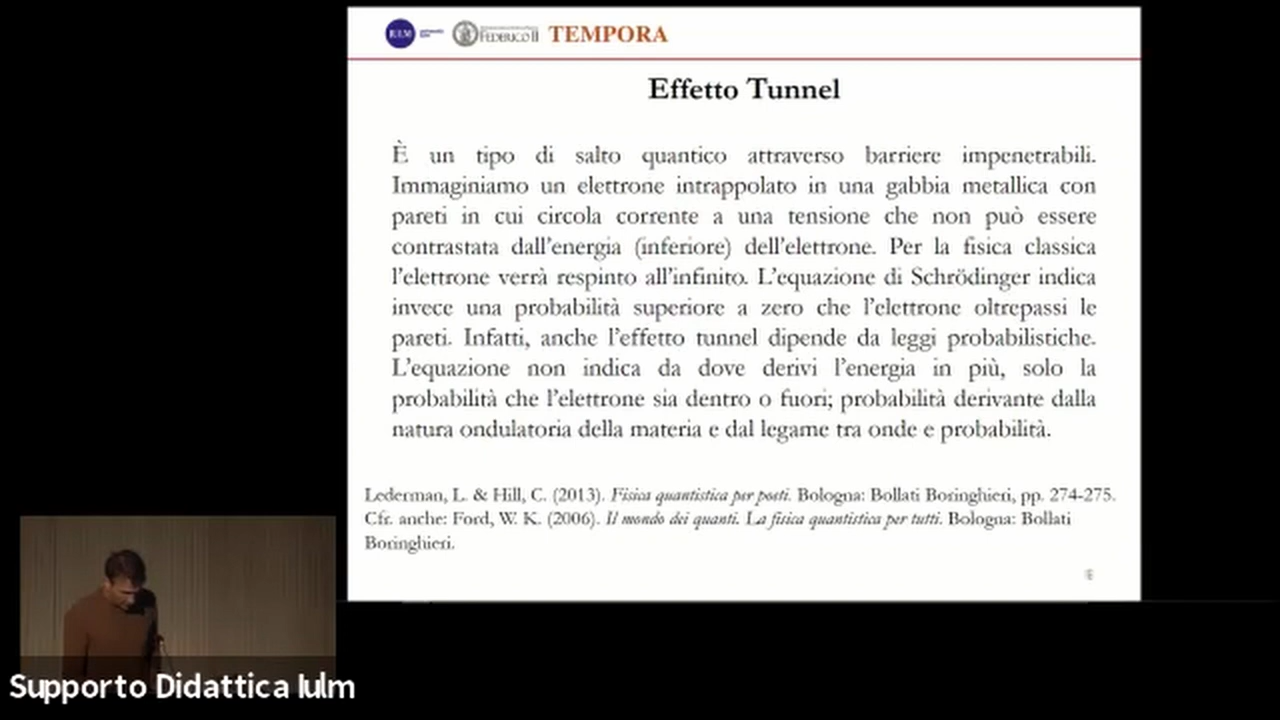 IULM
FEDERICO II
TEMPORA
Effetto Tunnel
È un tipo di salto quantico attraverso barriere impenetrabili.
Immaginiamo un elettrone intrappolato in una gabbia metallica con
pareti in cui circola corrente a una tensione che non può essere
contrastata dall'energia (inferiore) dell'elettrone. Per la fisica classica
l'elettrone verrà respinto all'infinito. L'equazione di Schrödinger indica
invece una probabilità superiore a zero che l'elettrone oltrepassi le
pareti. Infatti, anche l'effetto tunnel dipende da leggi probabilistiche.
L'equazione non indica da dove derivi l'energia in più, solo la
probabilità che l'elettrone sia dentro o fuori; probabilità derivante dalla
natura ondulatoria della materia e dal legame tra onde e probabilità.
Lederman, L. & Hill, C. (2013). Fisica quantistica per poeti. Bologna: Bollati Boringhieri, pp. 274-275.
Cfr. anche: Ford, W. K. (2006). Il mondo dei quanti. La fisica quantistica per tutti. Bologna: Bollati
Boringhieri.
Supporto Didattica Iulm